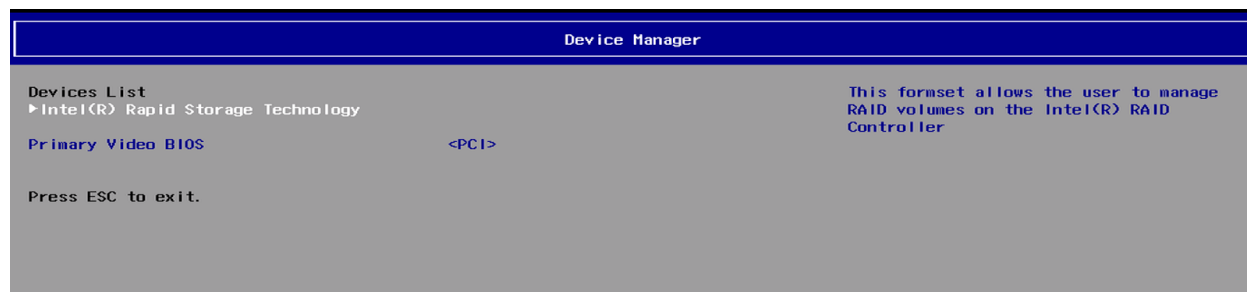 Device Manager
Devices List
▶Intel(R) Rapid Storage Technology
Primary Video BIOS <PCI>
Press ESC to exit.
This formset allows the user to manage
RAID volumes on the Intel(R) RAID
Controller